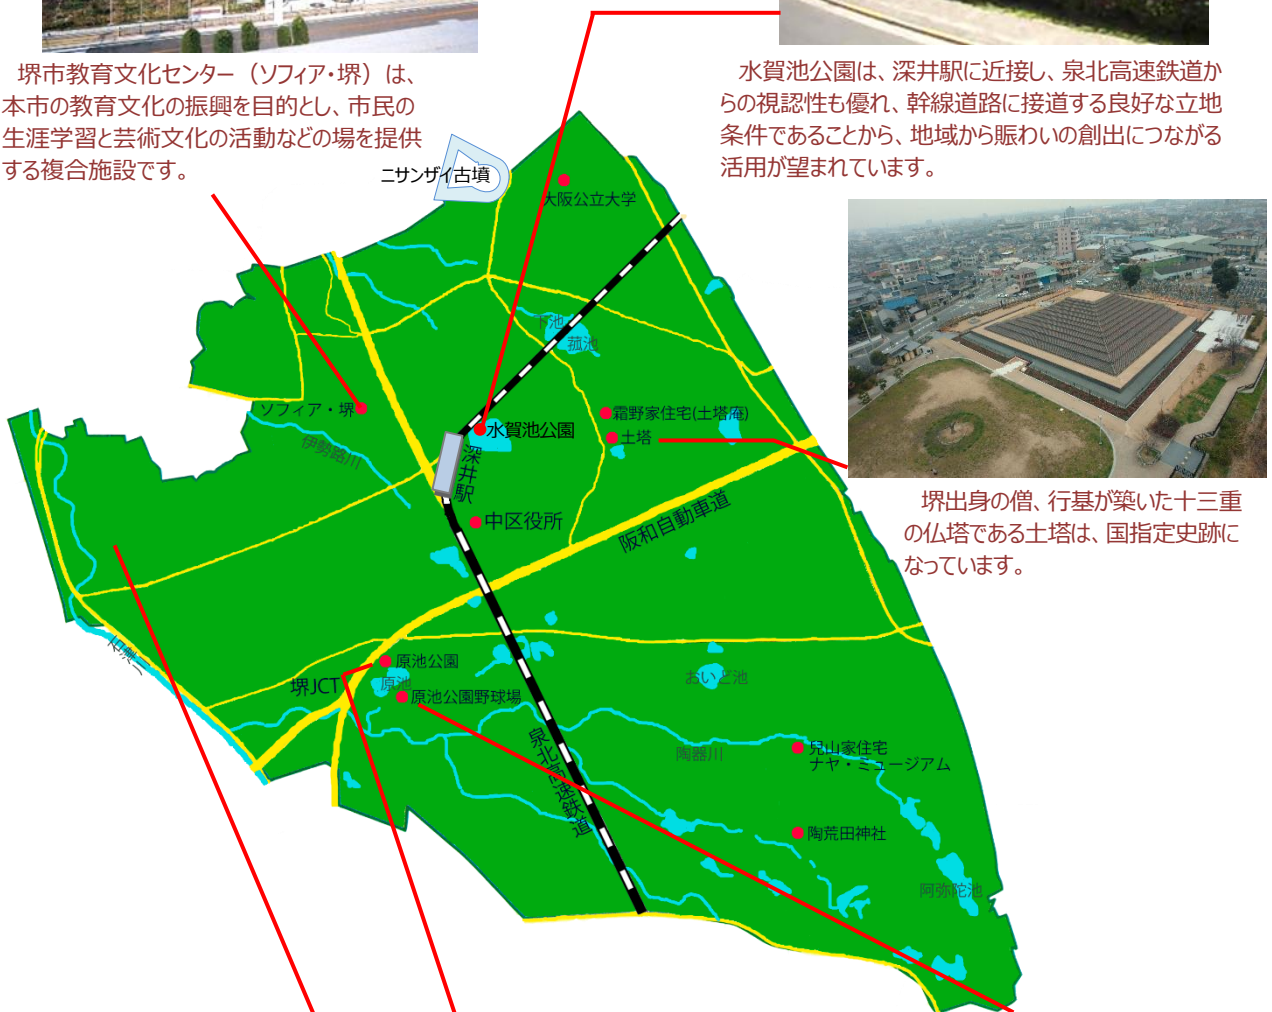 堺市教育文化センター（ソフィア・堺）は、
本市の教育文化の振興を目的とし、市民の
生涯学習と芸術文化の活動などの場を提供
する複合施設です。
水賀池公園は、深井駅に近接し、泉北高速鉄道か
らの視認性も優れ、幹線道路に接道する良好な立地
条件であることから、地域から賑わいの創出につながる
活用が望まれています。
ニサンザイ古墳
大阪公立大学
下池
菰池
ソフィア・堺
伊勢路川
水賀池公園
深井駅
霜野家住宅(土塔庵)
土塔
中区役所
阪和自動車道
堺出身の僧、行基が築いた十三重
の仏塔である土塔は、国指定史跡に
なっています。
石津川
堺JCT
原池公園
原池
原池公園野球場
おいど池
泉北高速鉄道
陶器川
兒山家住宅
ナヤ・ミュージアム
陶荒田神社
阿弥陀池